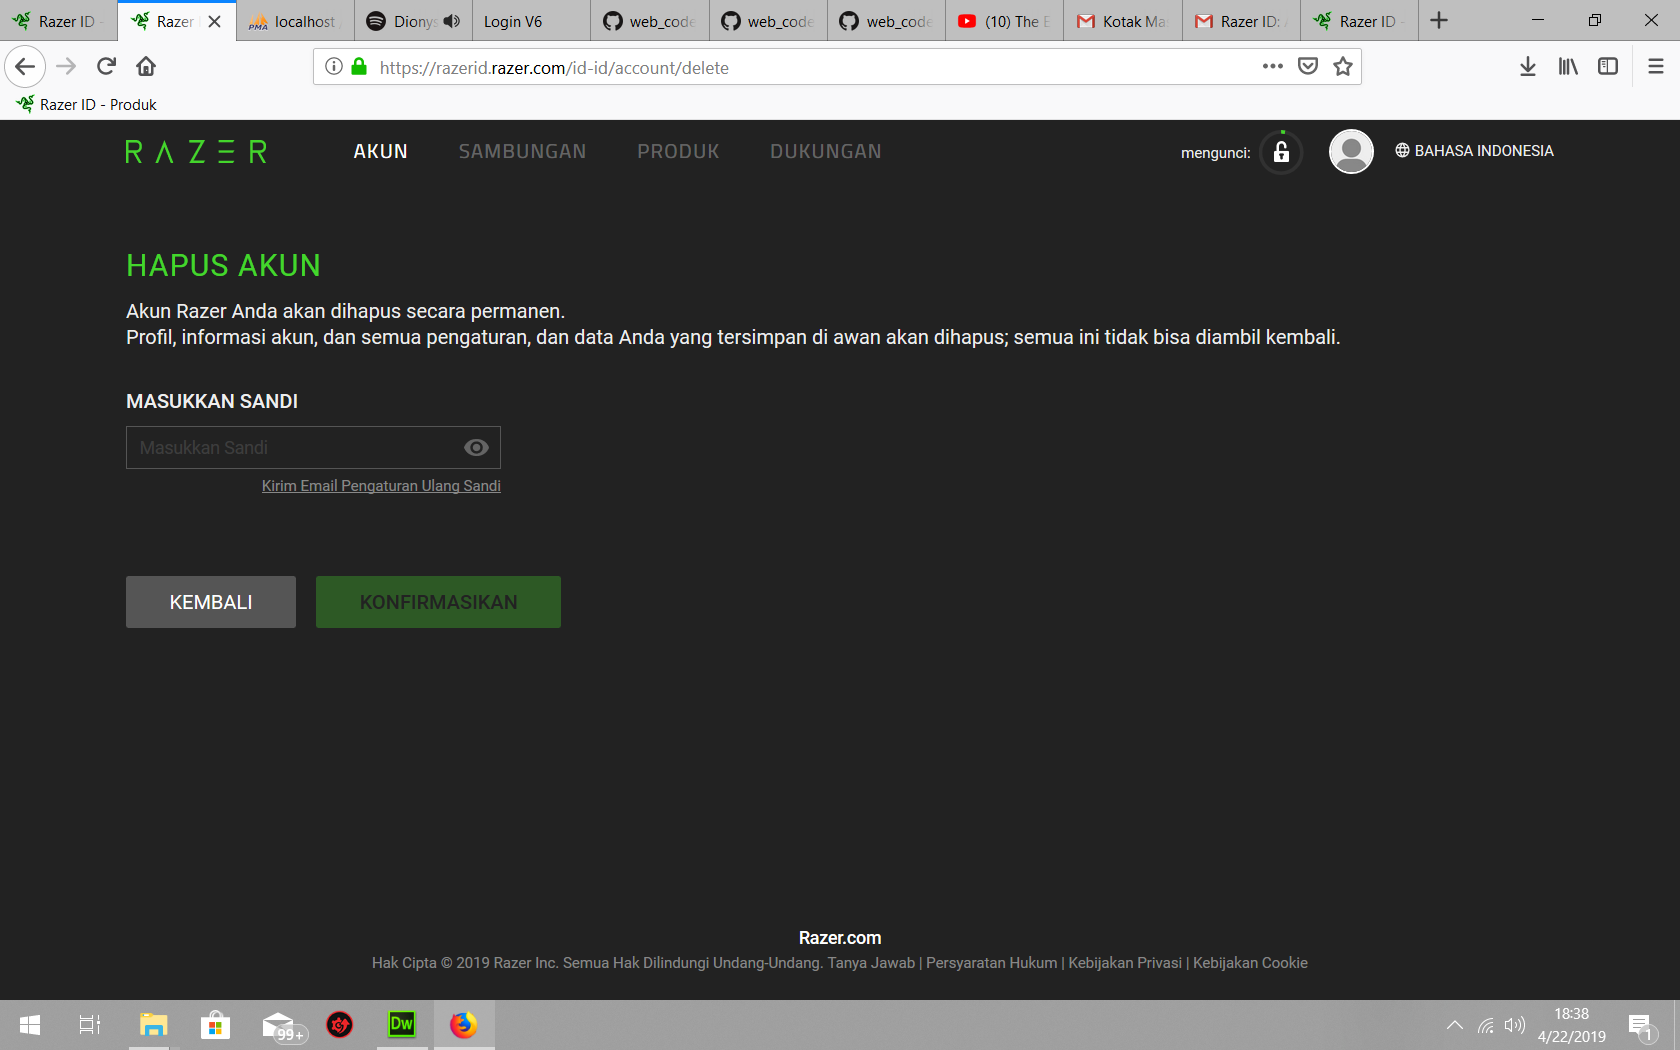 Razer ID -
Razer
localhost
Dionys
Login V6
web_code
web_code
web_code
(10) The E
Kotak Ma
Razer ID:
Razer ID -
https://razerid.razer.com/id-id/account/delete
Razer ID - Produk
RAZER
AKUN
SAMBUNGAN
PRODUK
DUKUNGAN
mengunci:
BAHASA INDONESIA
HAPUS AKUN
Akun Razer Anda akan dihapus secara permanen.
Profil, informasi akun, dan semua pengaturan, dan data Anda yang tersimpan di awan akan dihapus; semua ini tidak bisa diambil kembali.
MASUKKAN SANDI
Masukkan Sandi
Kirim Email Pengaturan Ulang Sandi
KEMBALI
KONFIRMASIKAN
Razer.com
Hak Cipta © 2019 Razer Inc. Semua Hak Dilindungi Undang-Undang. Tanya Jawab | Persyaratan Hukum | Kebijakan Privasi | Kebijakan Cookie
99+
Dw
18:38
4/22/2019
1